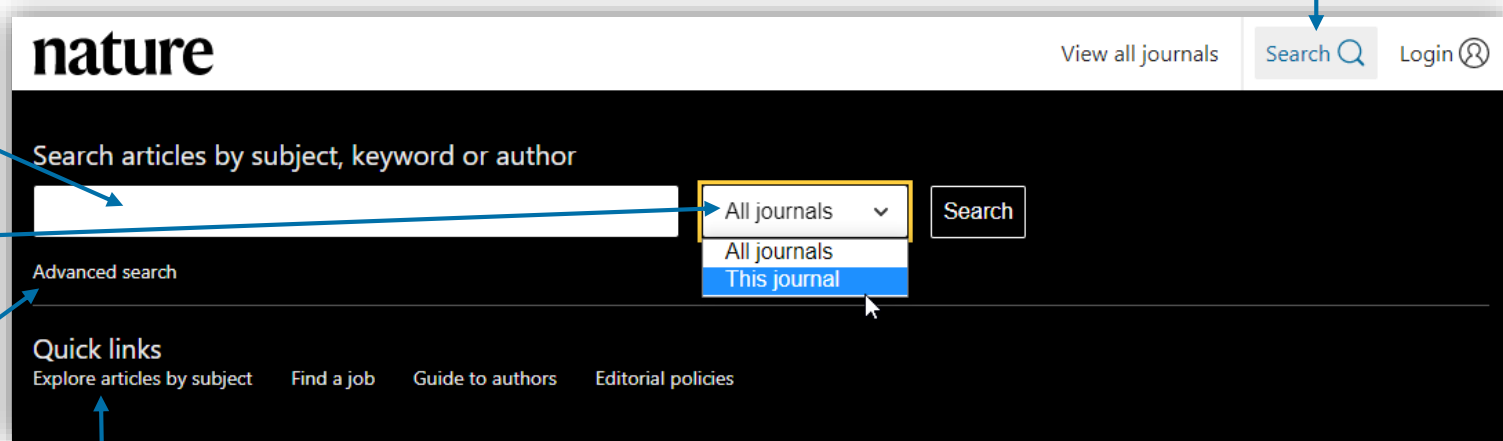 nature
View all journals Search Login
Search articles by subject, keyword or author
All journals Search
All journals
This journal
Advanced search
Quick links
Explore articles by subject Find a job Guide to authors Editorial policies